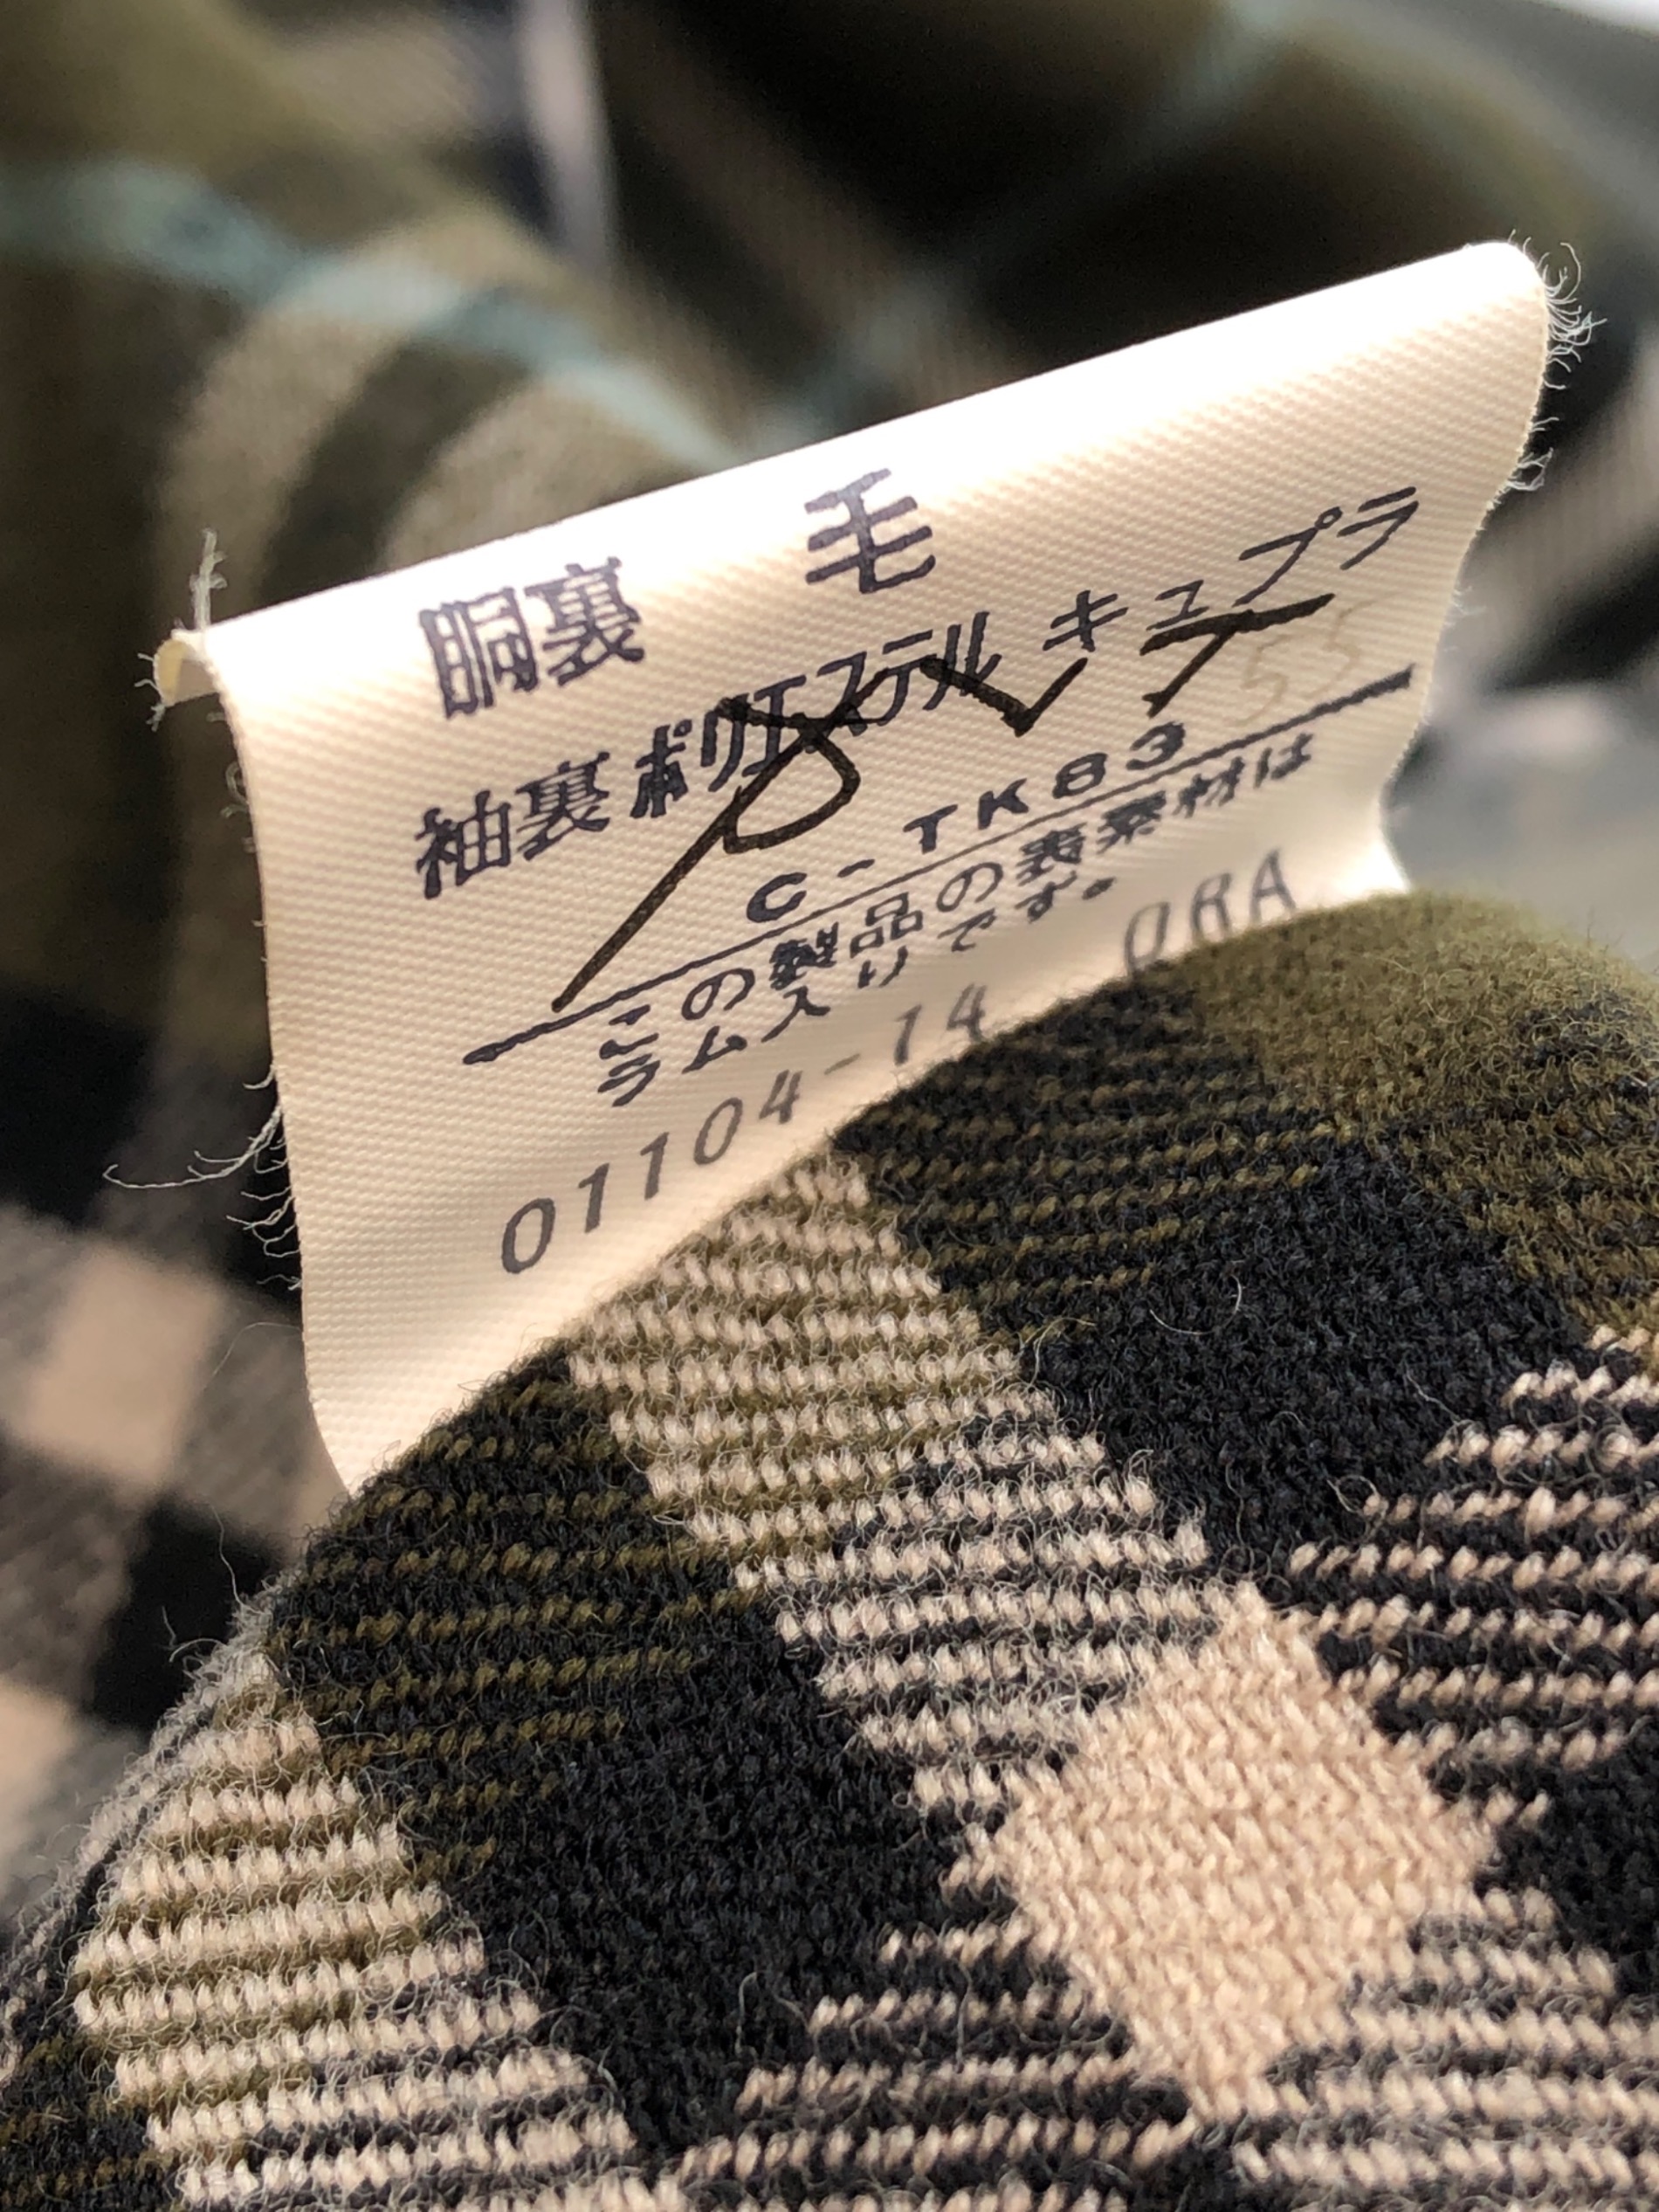 胴裏 毛
袖裏 ポリエステル キュプラ
C-TK83
この製品の表素材は
ラム入りです。
01104-14